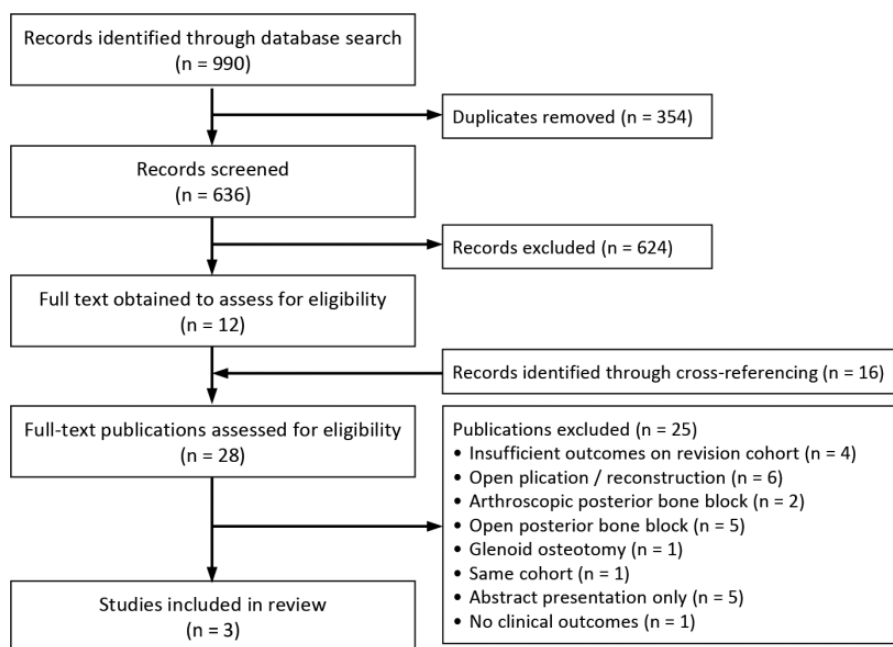 Records identified through database search
(n = 990)
Duplicates removed (n = 354)
Records screened
(n = 636)
Records excluded (n = 624)
Full text obtained to assess for eligibility
(n = 12)
Records identified through cross-referencing (n = 16)
Full-text publications assessed for eligibility
(n = 28)
Publications excluded (n = 25)
• Insufficient outcomes on revision cohort (n = 4)
• Open plication / reconstruction (n = 6)
• Arthroscopic posterior bone block (n = 2)
• Open posterior bone block (n = 5)
• Glenoid osteotomy (n = 1)
• Same cohort (n = 1)
• Abstract presentation only (n = 5)
• No clinical outcomes (n = 1)
Studies included in review
(n = 3)